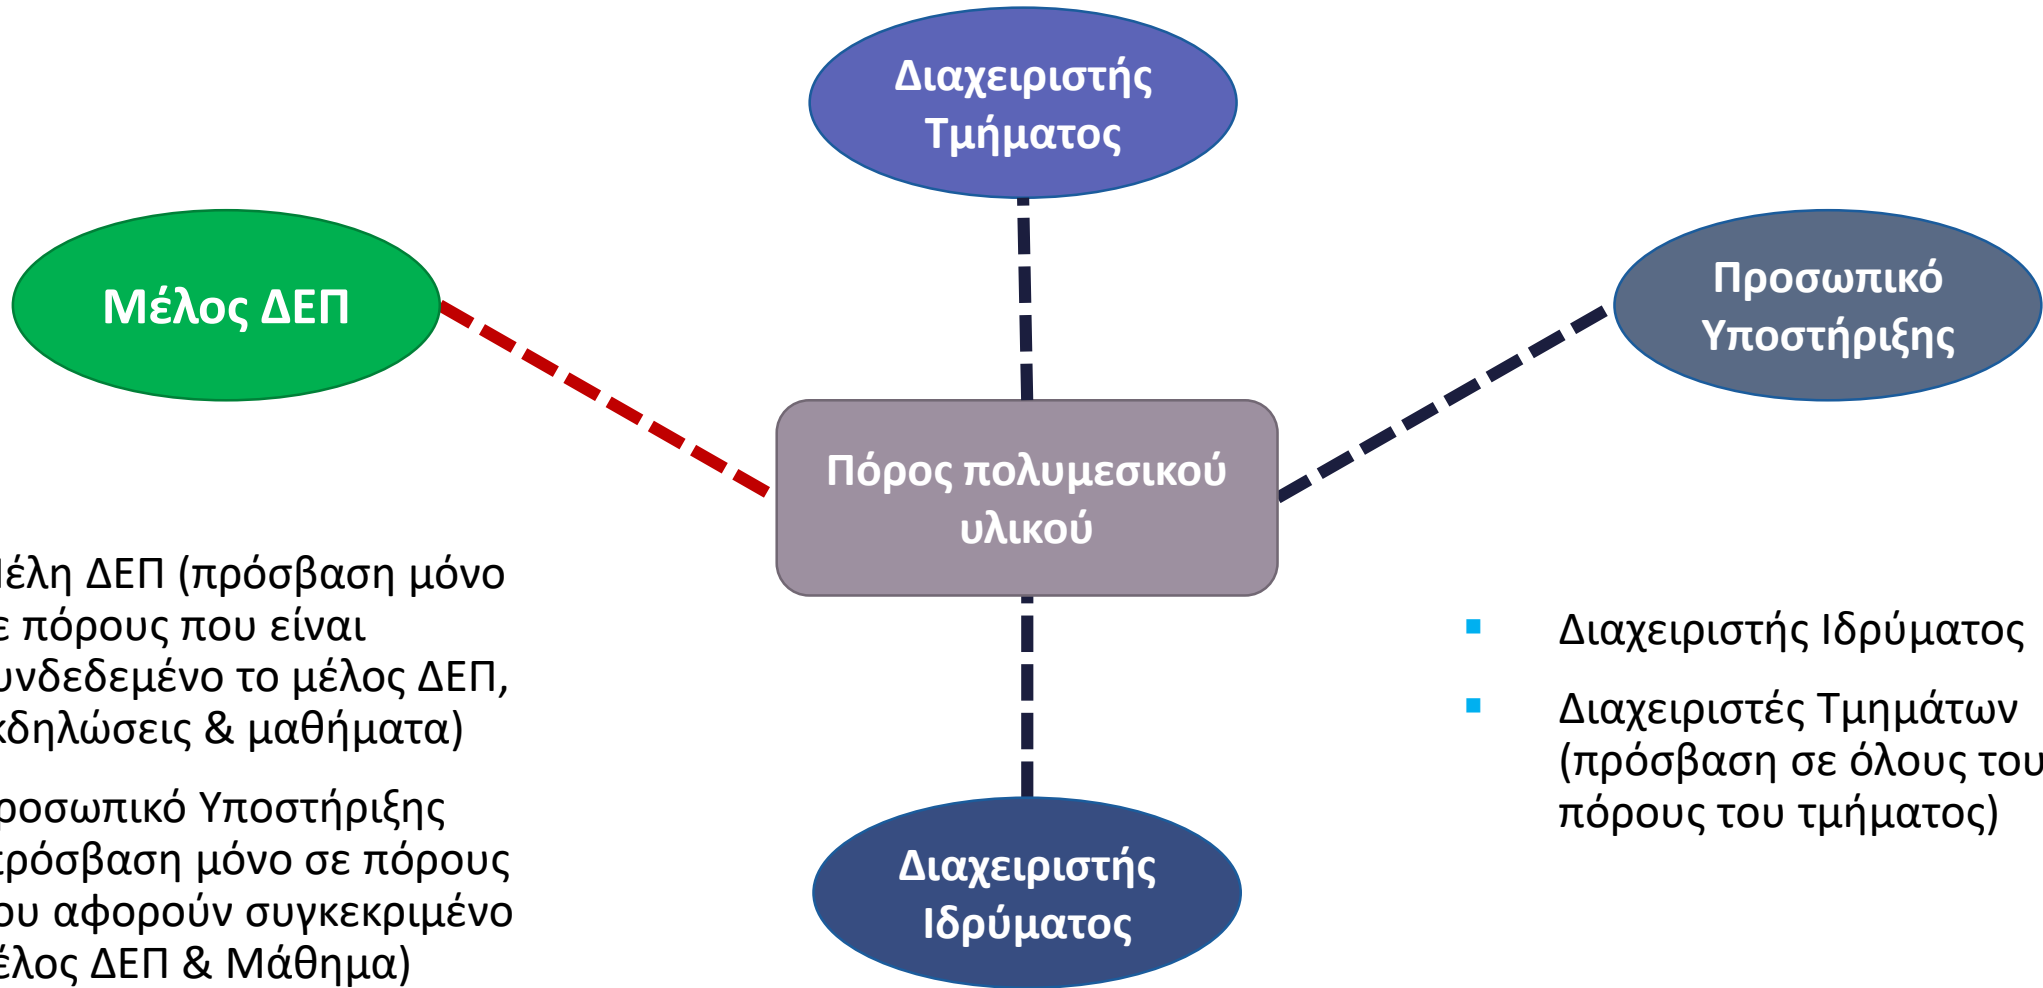 Διαχειριστής
Τμήματος
Μέλος ΔΕΠ
Προσωπικό
Υποστήριξης
Πόρος πολυμεσικού
υλικού
έλη ΔΕΠ (πρόσβαση μόνο
ε πόρους που είναι
υνδεδεμένο το μέλος ΔΕΠ,
κδηλώσεις & μαθήματα)
ροσωπικό Υποστήριξης
πρόσβαση μόνο σε πόρους
ου αφορούν συγκεκριμένο
έλος ΔΕΠ & Μάθημα)
▪ Διαχειριστής Ιδρύματος
▪ Διαχειριστές Τμημάτων
(πρόσβαση σε όλους του
πόρους του τμήματος)
Διαχειριστής
Ιδρύματος